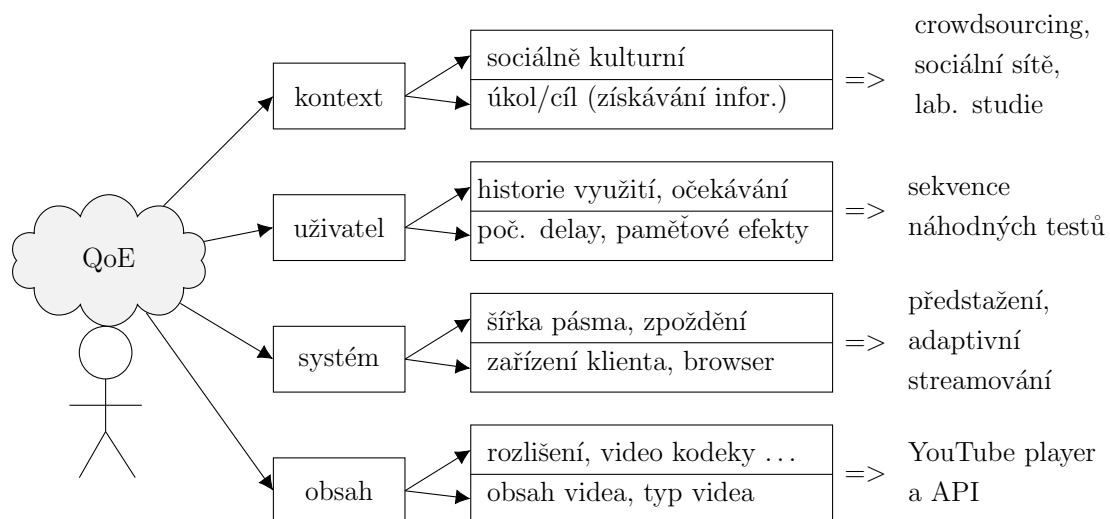 QoE
kontext
sociálně kulturní
úkol/cíl (získávání infor.)
=>
crowdsourcing,
sociální sítě,
lab. studie
uživatel
historie využití, očekávání
poč. delay, paměťové efekty
=>
sekvence
náhodných testů
systém
šířka pásma, zpoždění
zařízení klienta, browser
=>
předstažení,
adaptivní
streamování
obsah
rozlišení, video kodeky ...
obsah videa, typ videa
=>
YouTube player
a API